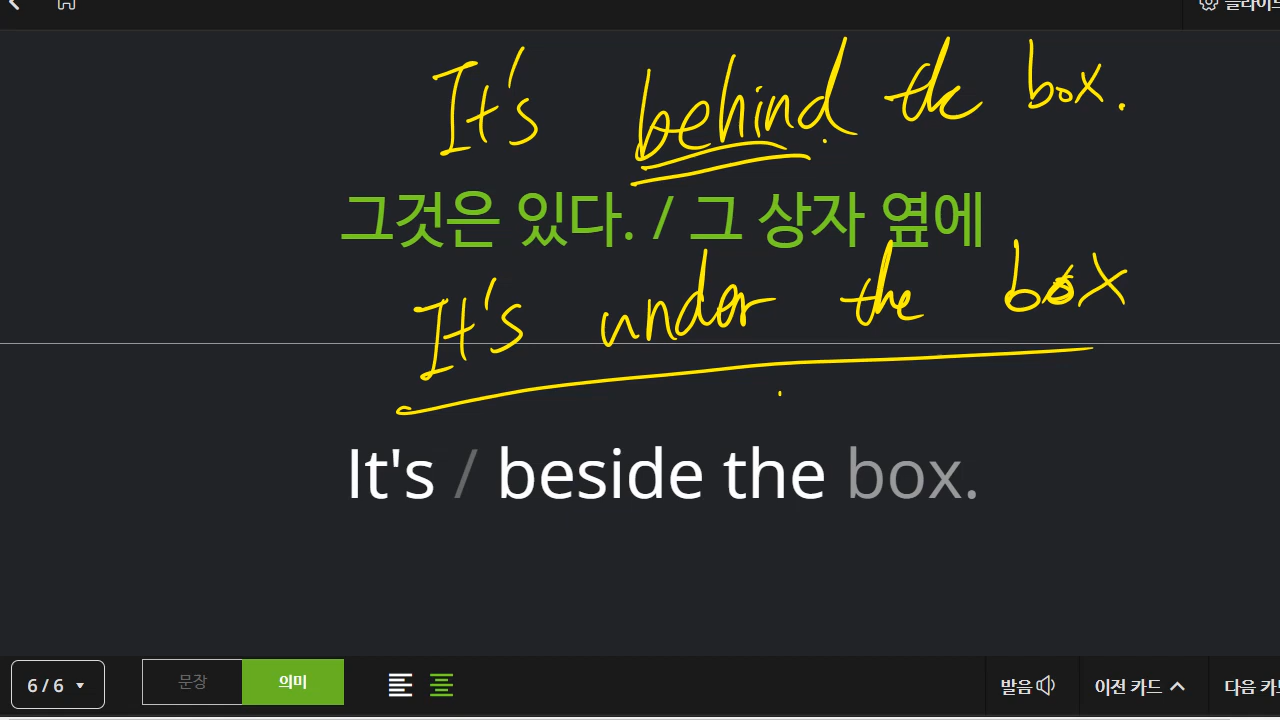 It's behind the box.
그것은 있다. / 그 상자 옆에
It's under the box
It's / beside the box.
6 / 6
문장
의미
발음
이전 카드